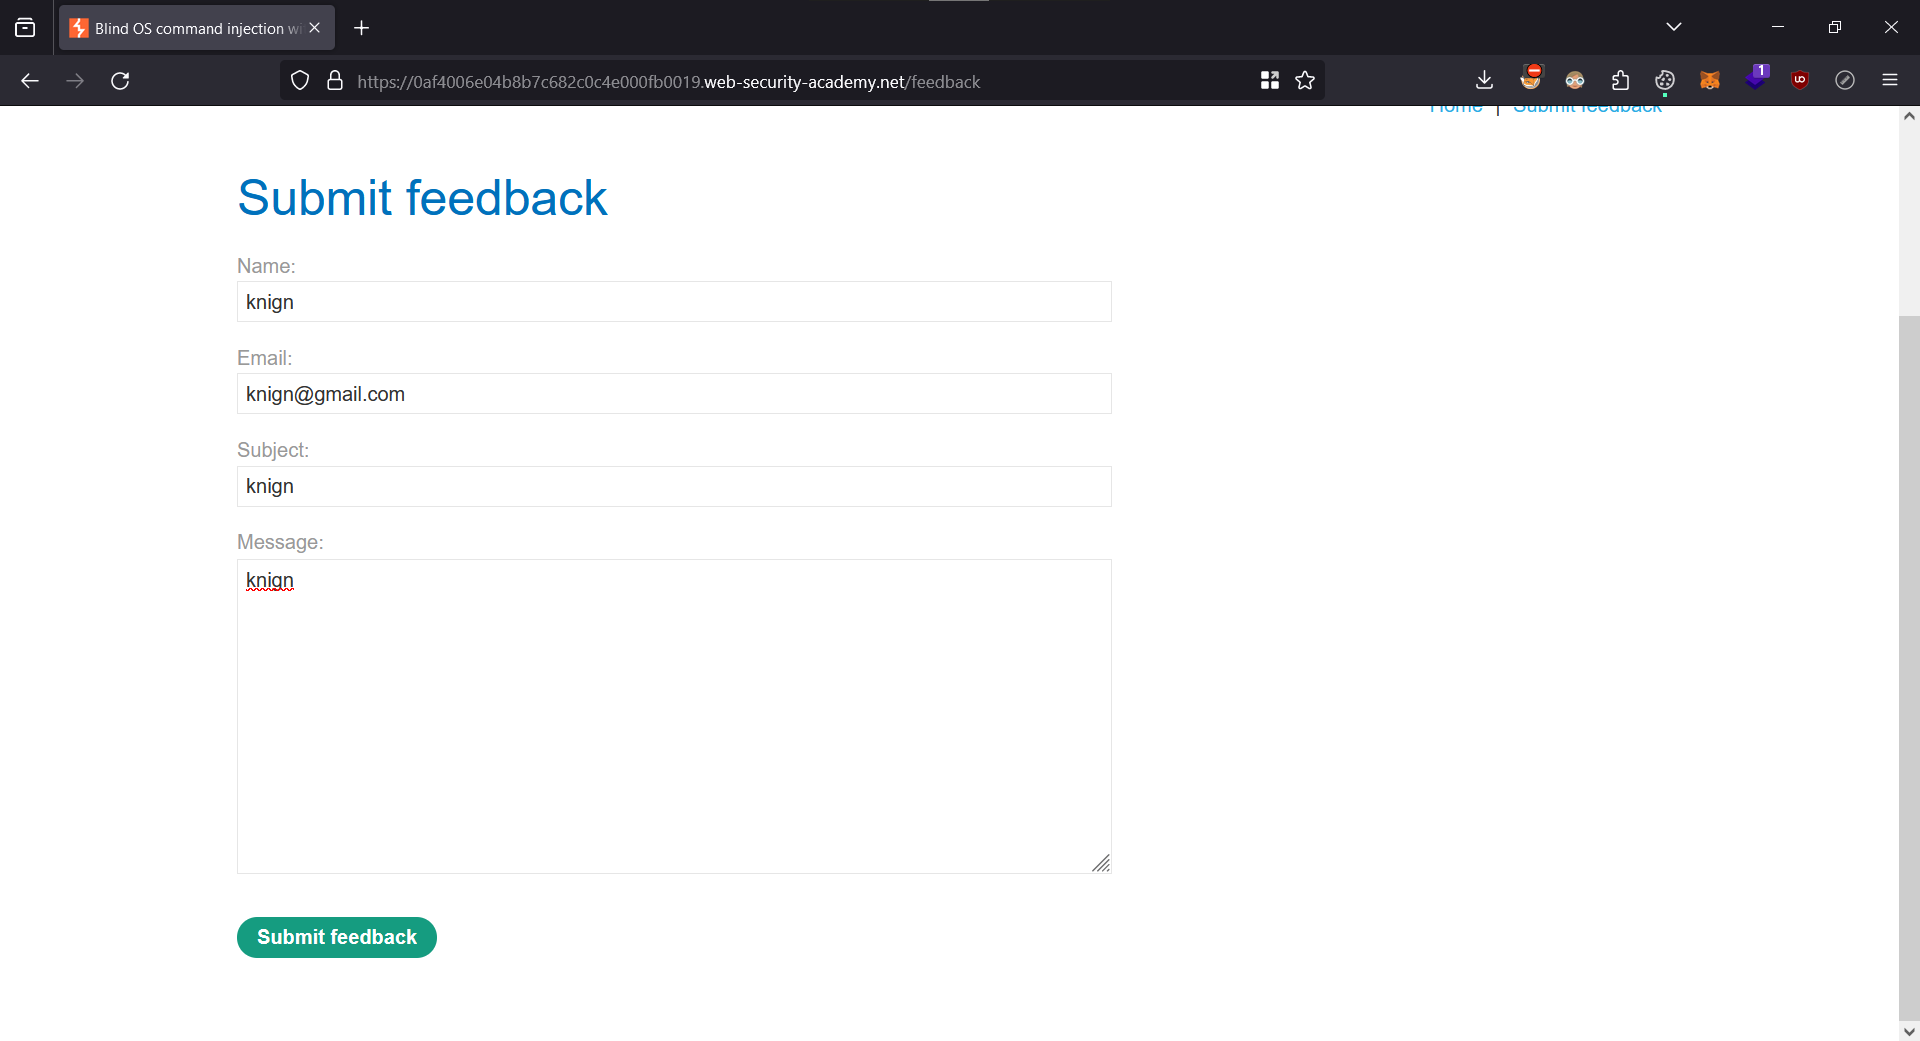 Blind OS command injection wi
https://0af4006e04b8b7c682c0c4e000fb0019.web-security-academy.net/feedback
1
Home | Submit feedback
Submit feedback
Name:
knign
Email:
knign@gmail.com
Subject:
knign
Message:
knign
Submit feedback